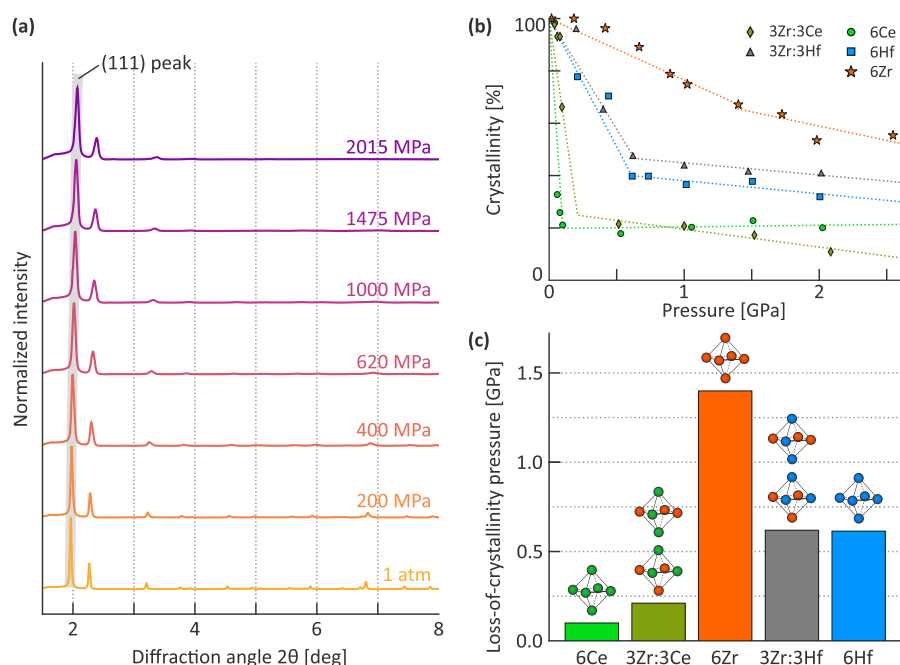 (a)
(111) peak
2015 MPa
1475 MPa
1000 MPa
620 MPa
400 MPa
200 MPa
1 atm
Normalized intensity
2 4 6 8
Diffraction angle 2θ [deg]
(b)
100
3Zr:3Ce 6Ce
3Zr:3Hf 6Hf
6Zr
Crystallinity [%]
0
0 1 2
Pressure [GPa]
(c)
Loss-of-crystallinity pressure [GPa]
1.5
1.0
0.5
0.0
6Ce 3Zr:3Ce 6Zr 3Zr:3Hf 6Hf